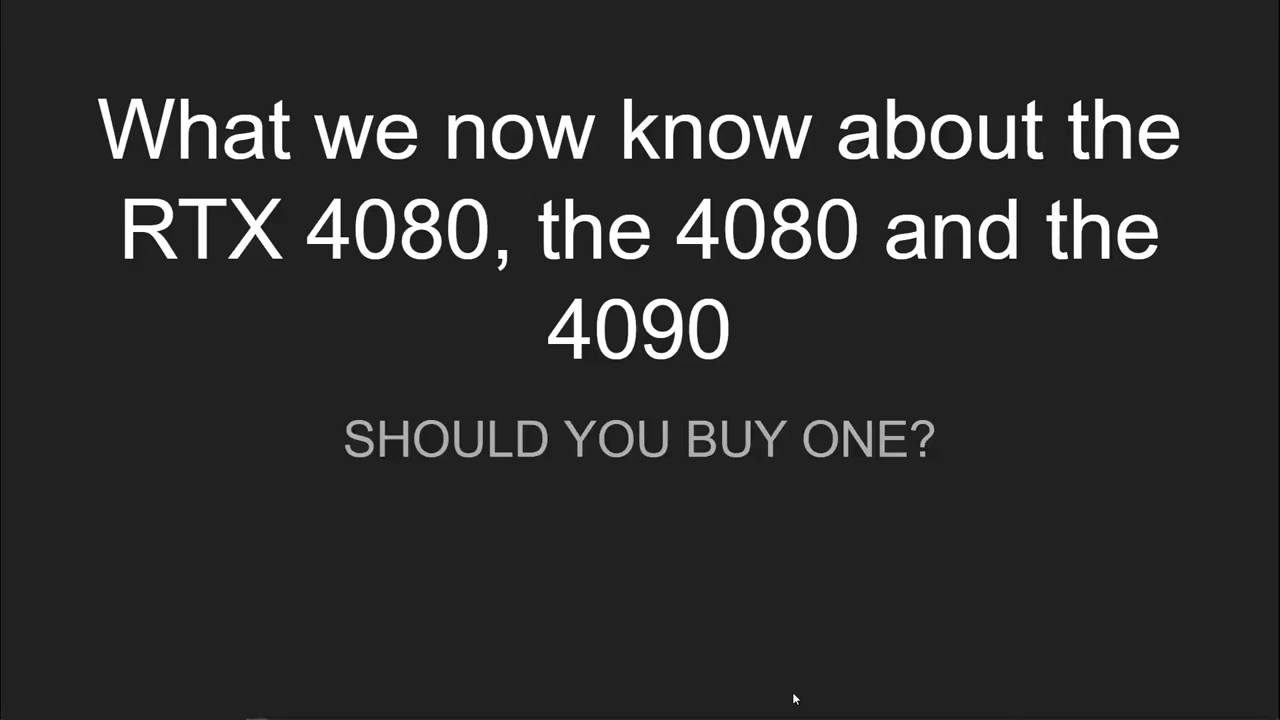 What we now know about the
RTX 4080, the 4080 and the
4090
SHOULD YOU BUY ONE?